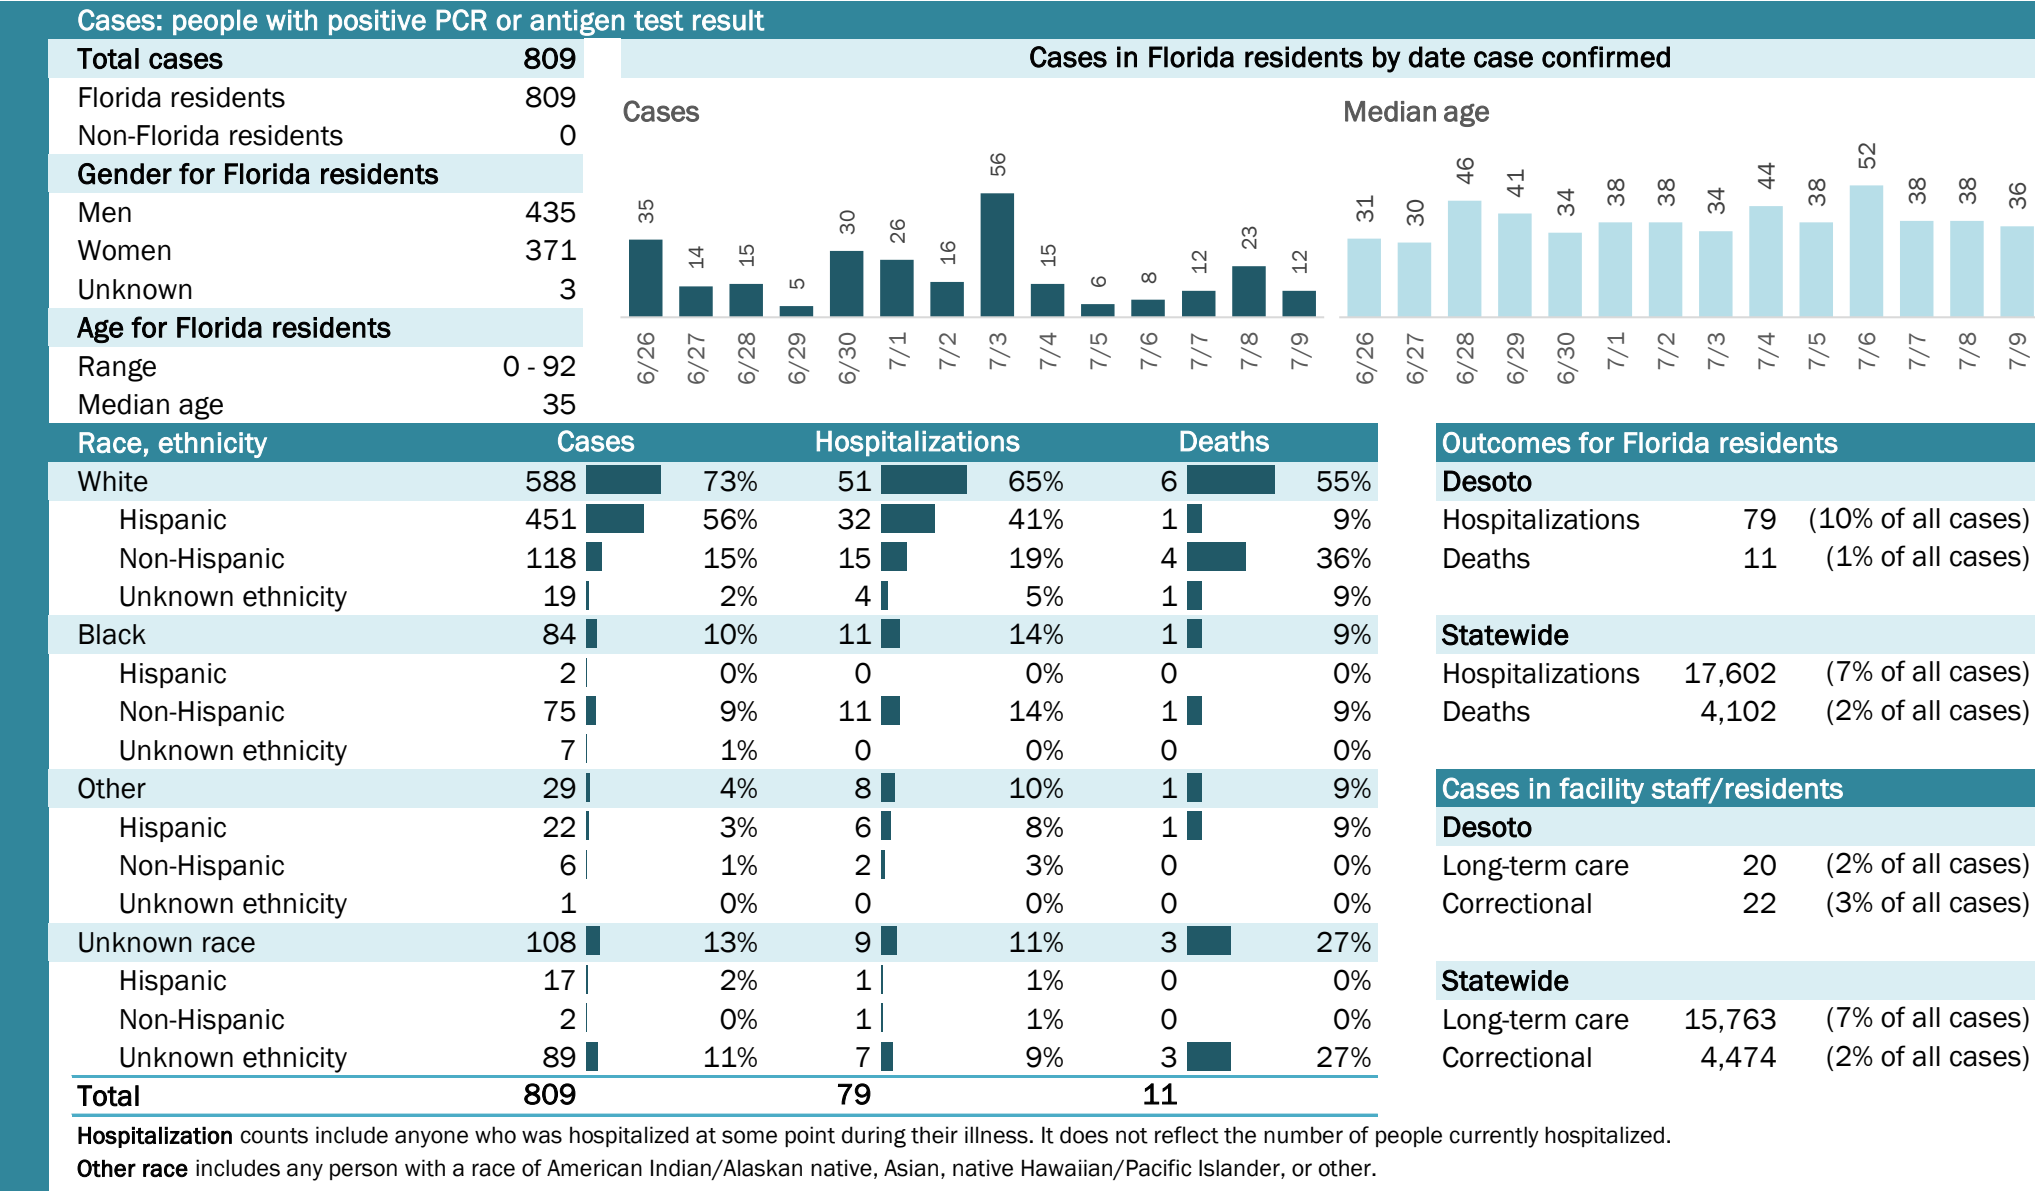 Cases: people with positive PCR or antigen test result
Total cases 809
Florida residents 809
Non-Florida residents 0
Gender for Florida residents
Men 435
Women 371
Unknown 3
Age for Florida residents
Range 0 - 92
Median age 35
Cases in Florida residents by date case confirmed
Cases
35 14 15 5 30 26 16 56 15 6 8 12 23 12
6/26 6/27 6/28 6/29 6/30 7/1 7/2 7/3 7/4 7/5 7/6 7/7 7/8 7/9
Median age
31 30 46 41 34 38 38 34 44 38 52 38 38 36
6/26 6/27 6/28 6/29 6/30 7/1 7/2 7/3 7/4 7/5 7/6 7/7 7/8 7/9
Race, ethnicity Cases Hospitalizations Deaths
White 588 73% 51 65% 6 55%
Hispanic 451 56% 32 41% 1 9%
Non-Hispanic 118 15% 15 19% 4 36%
Unknown ethnicity 19 2% 4 5% 1 9%
Black 84 10% 11 14% 1 9%
Hispanic 2 0% 0 0% 0 0%
Non-Hispanic 75 9% 11 14% 1 9%
Unknown ethnicity 7 1% 0 0% 0 0%
Other 29 4% 8 10% 1 9%
Hispanic 22 3% 6 8% 1 9%
Non-Hispanic 6 1% 2 3% 0 0%
Unknown ethnicity 1 0% 0 0% 0 0%
Unknown race 108 13% 9 11% 3 27%
Hispanic 17 2% 1 1% 0 0%
Non-Hispanic 2 0% 1 1% 0 0%
Unknown ethnicity 89 11% 7 9% 3 27%
Total 809 79 11
Outcomes for Florida residents
Desoto
Hospitalizations 79 (10% of all cases)
Deaths 11 (1% of all cases)
Statewide
Hospitalizations 17,602 (7% of all cases)
Deaths 4,102 (2% of all cases)
Cases in facility staff/residents
Desoto
Long-term care 20 (2% of all cases)
Correctional 22 (3% of all cases)
Statewide
Long-term care 15,763 (7% of all cases)
Correctional 4,474 (2% of all cases)
Hospitalization counts include anyone who was hospitalized at some point during their illness. It does not reflect the number of people currently hospitalized.
Other race includes any person with a race of American Indian/Alaskan native, Asian, native Hawaiian/Pacific Islander, or other.